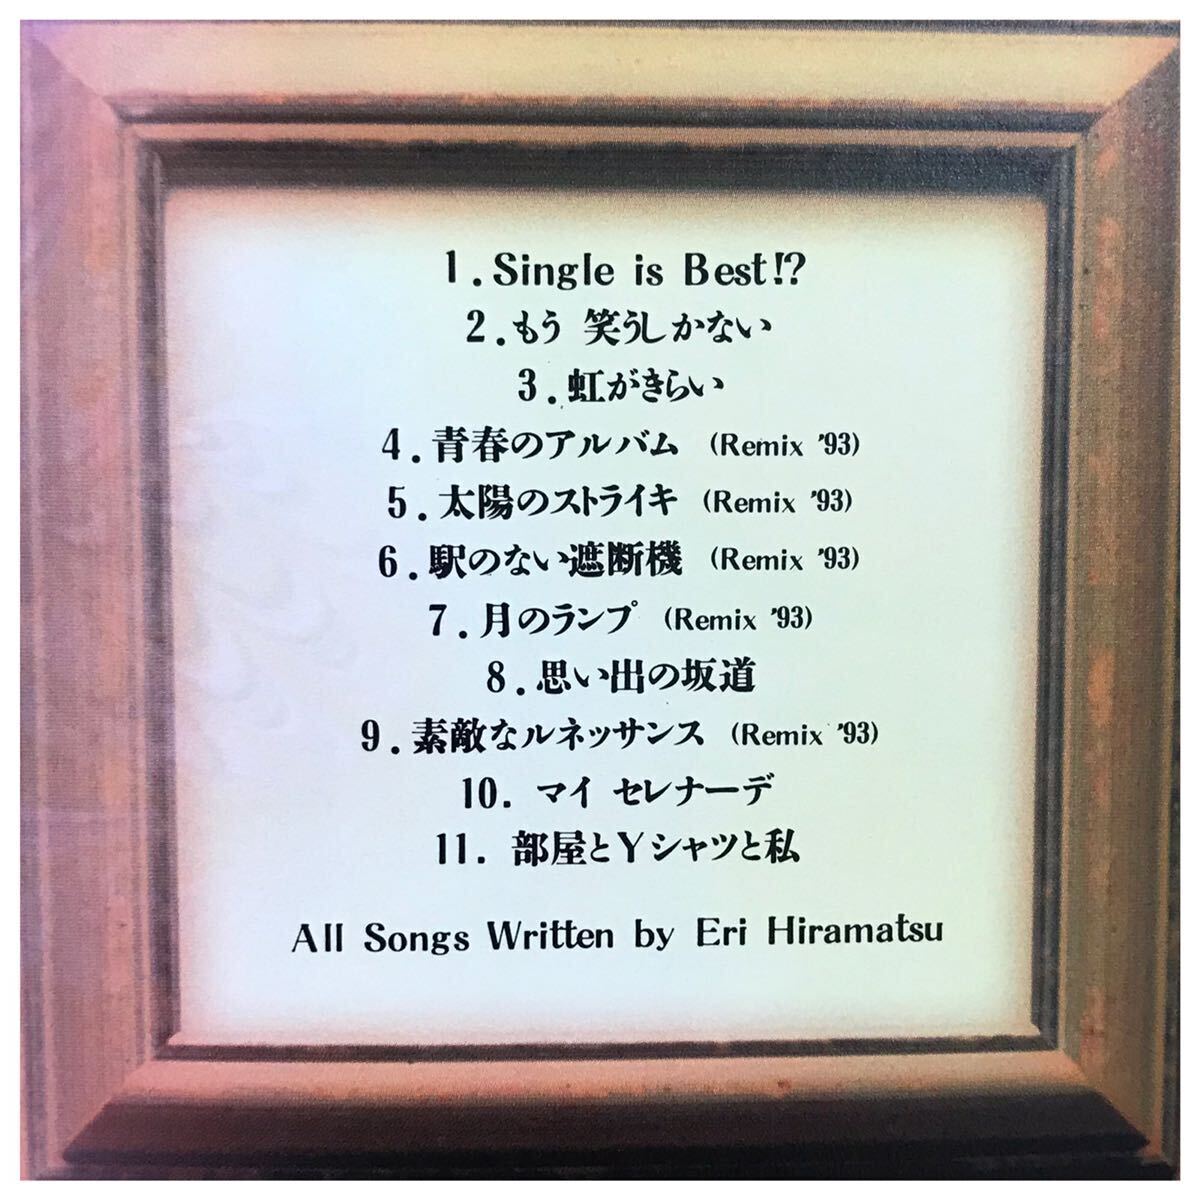 1. Single is Best!?
2. もう 笑うしかない
3. 虹がきらい
4. 青春のアルバム (Remix '93)
5. 太陽のストライキ (Remix '93)
6. 駅のない遮断機 (Remix '93)
7. 月のランプ (Remix '93)
8. 思い出の坂道
9. 素敵なルネッサンス (Remix '93)
10. マイ セレナーデ
11. 部屋とYシャツと私
All Songs Written by Eri Hiramatsu